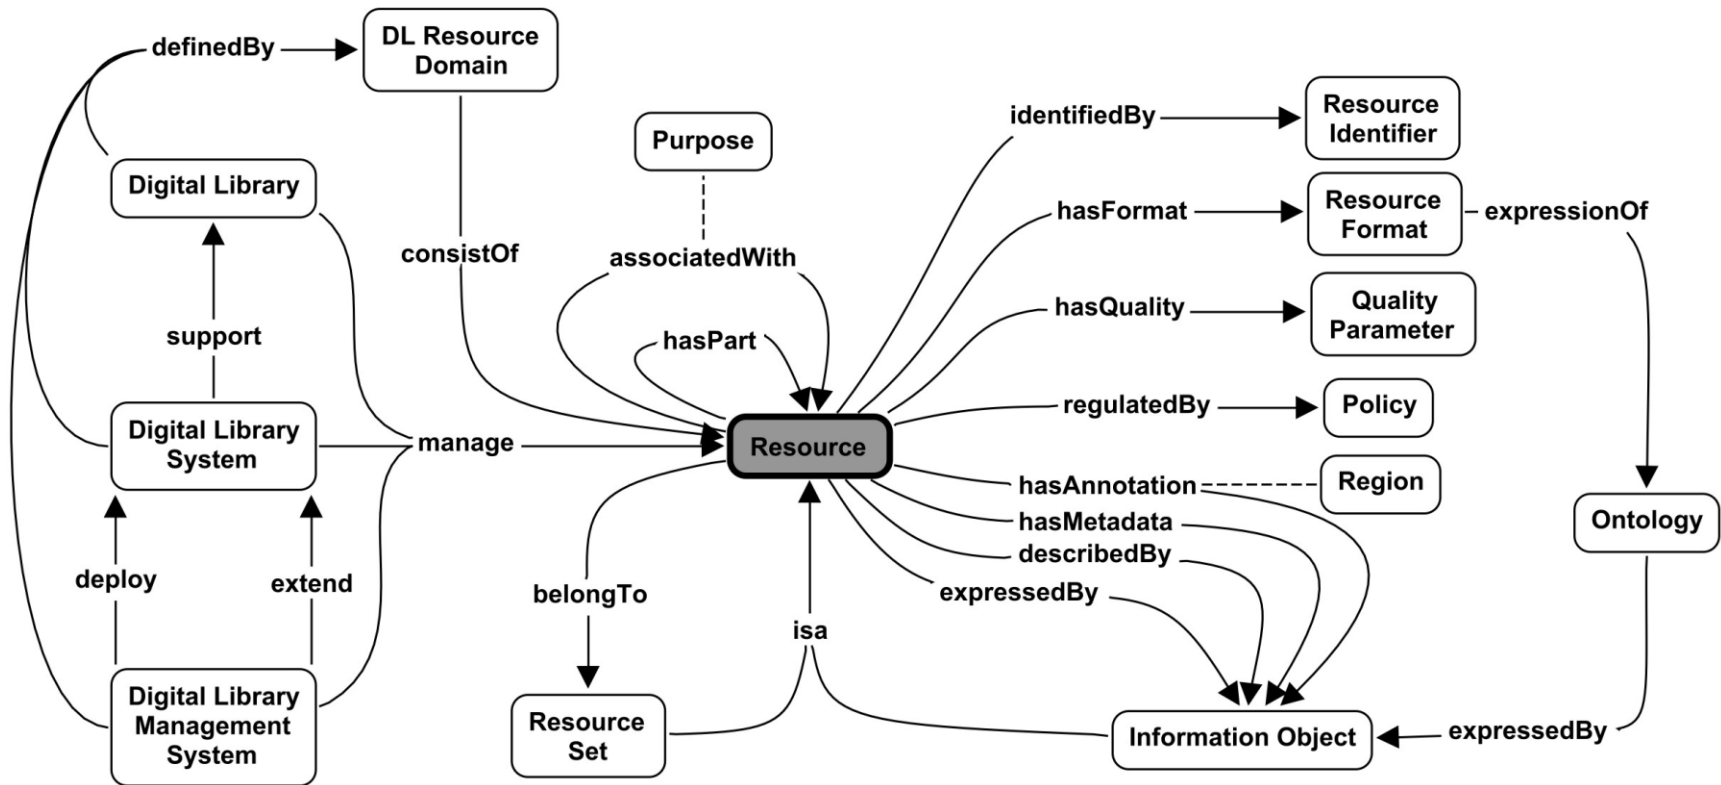 definedBy
DL Resource
Domain
Purpose
identifiedBy
Resource
Identifier
Digital Library
hasFormat
Resource
Format
expressionOf
consistOf
associatedWith
support
hasPart
hasQuality
Quality
Parameter
regulatedBy
Policy
Digital Library
System
manage
Resource
hasAnnotation
Region
hasMetadata
describedBy
Ontology
deploy
extend
belongTo
expressedBy
isa
Digital Library
Management
System
Resource
Set
Information Object
expressedBy